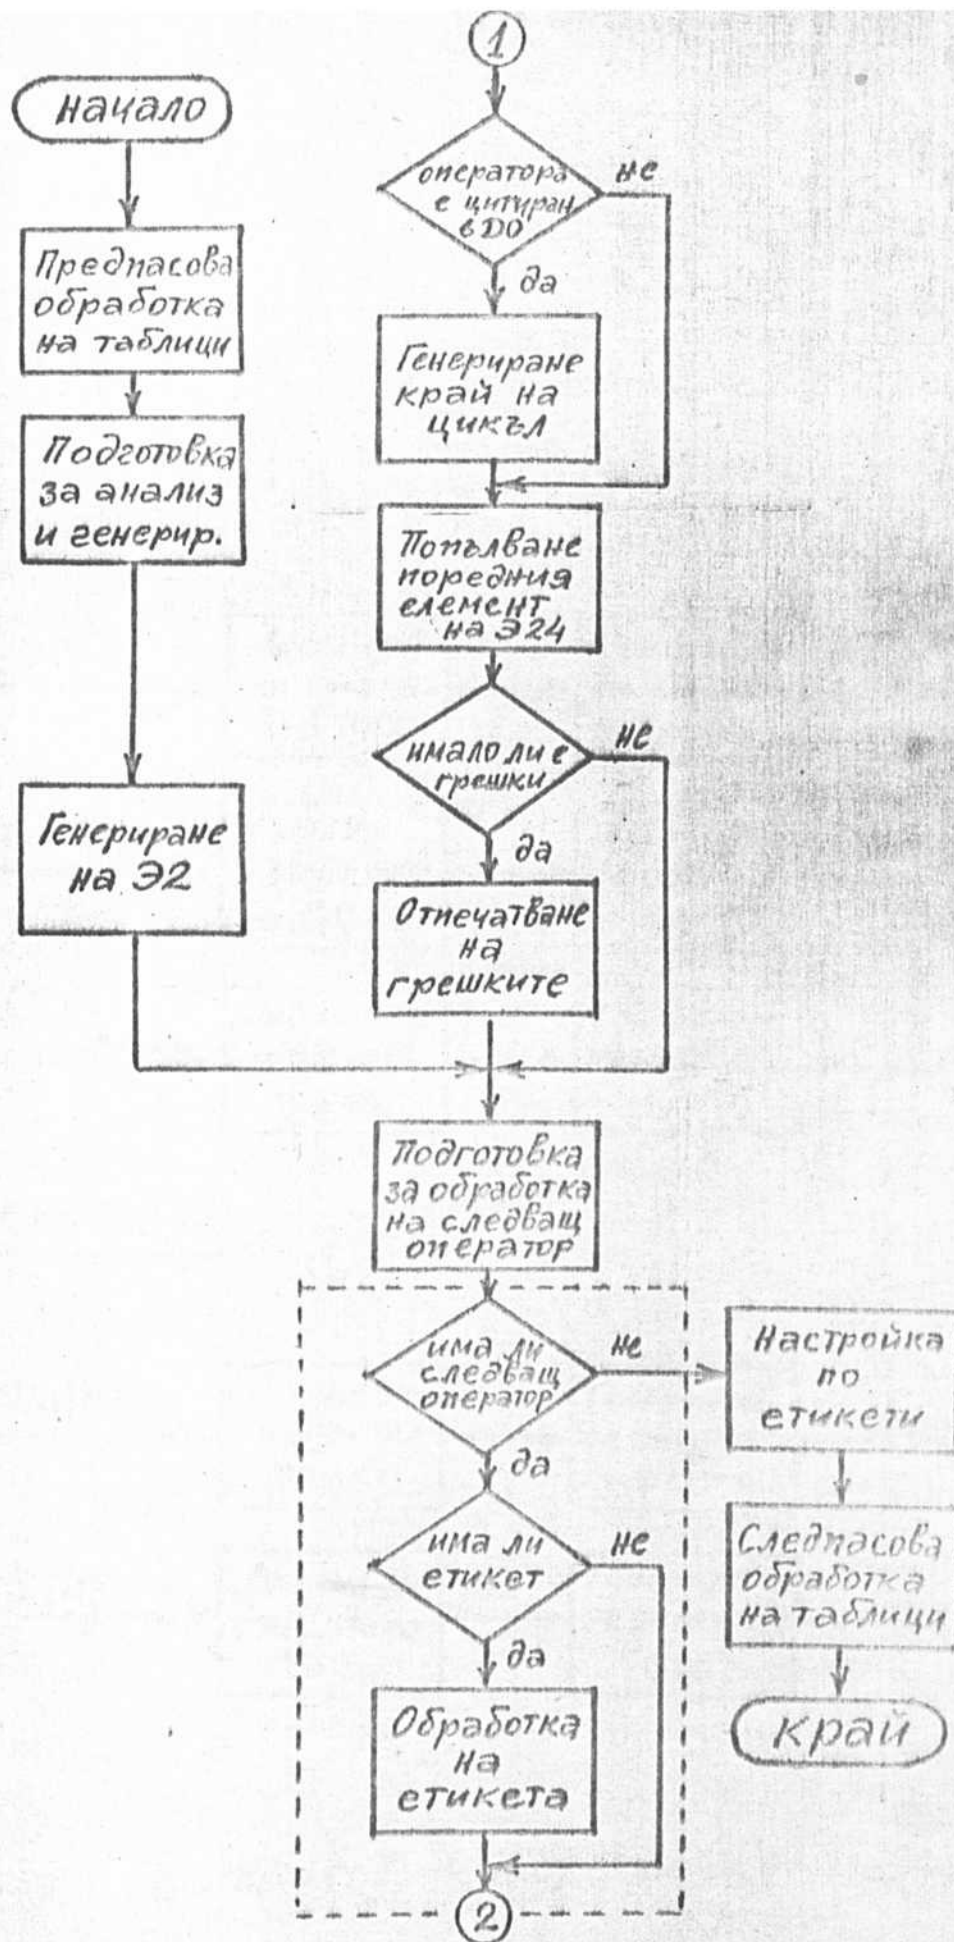 начало
Предпасова
обработка
на таблици
Подготовка
за анализ
и генерир.
Генериране
на Э2
1
оператора
е цитиран
в DO
не
да
Генериране
край на
цикъл
Попълване
поредния
елемент
на Э24
имало ли е
грешки
не
да
Отпечатване
на
грешките
Подготовка
за обработка
на следващ
оператор
има ли
следващ
оператор
не
да
има ли
етикет
не
да
Обработка
на
етикета
2
Настройка
по
етикети
Следпасова
обработка
на таблици
край